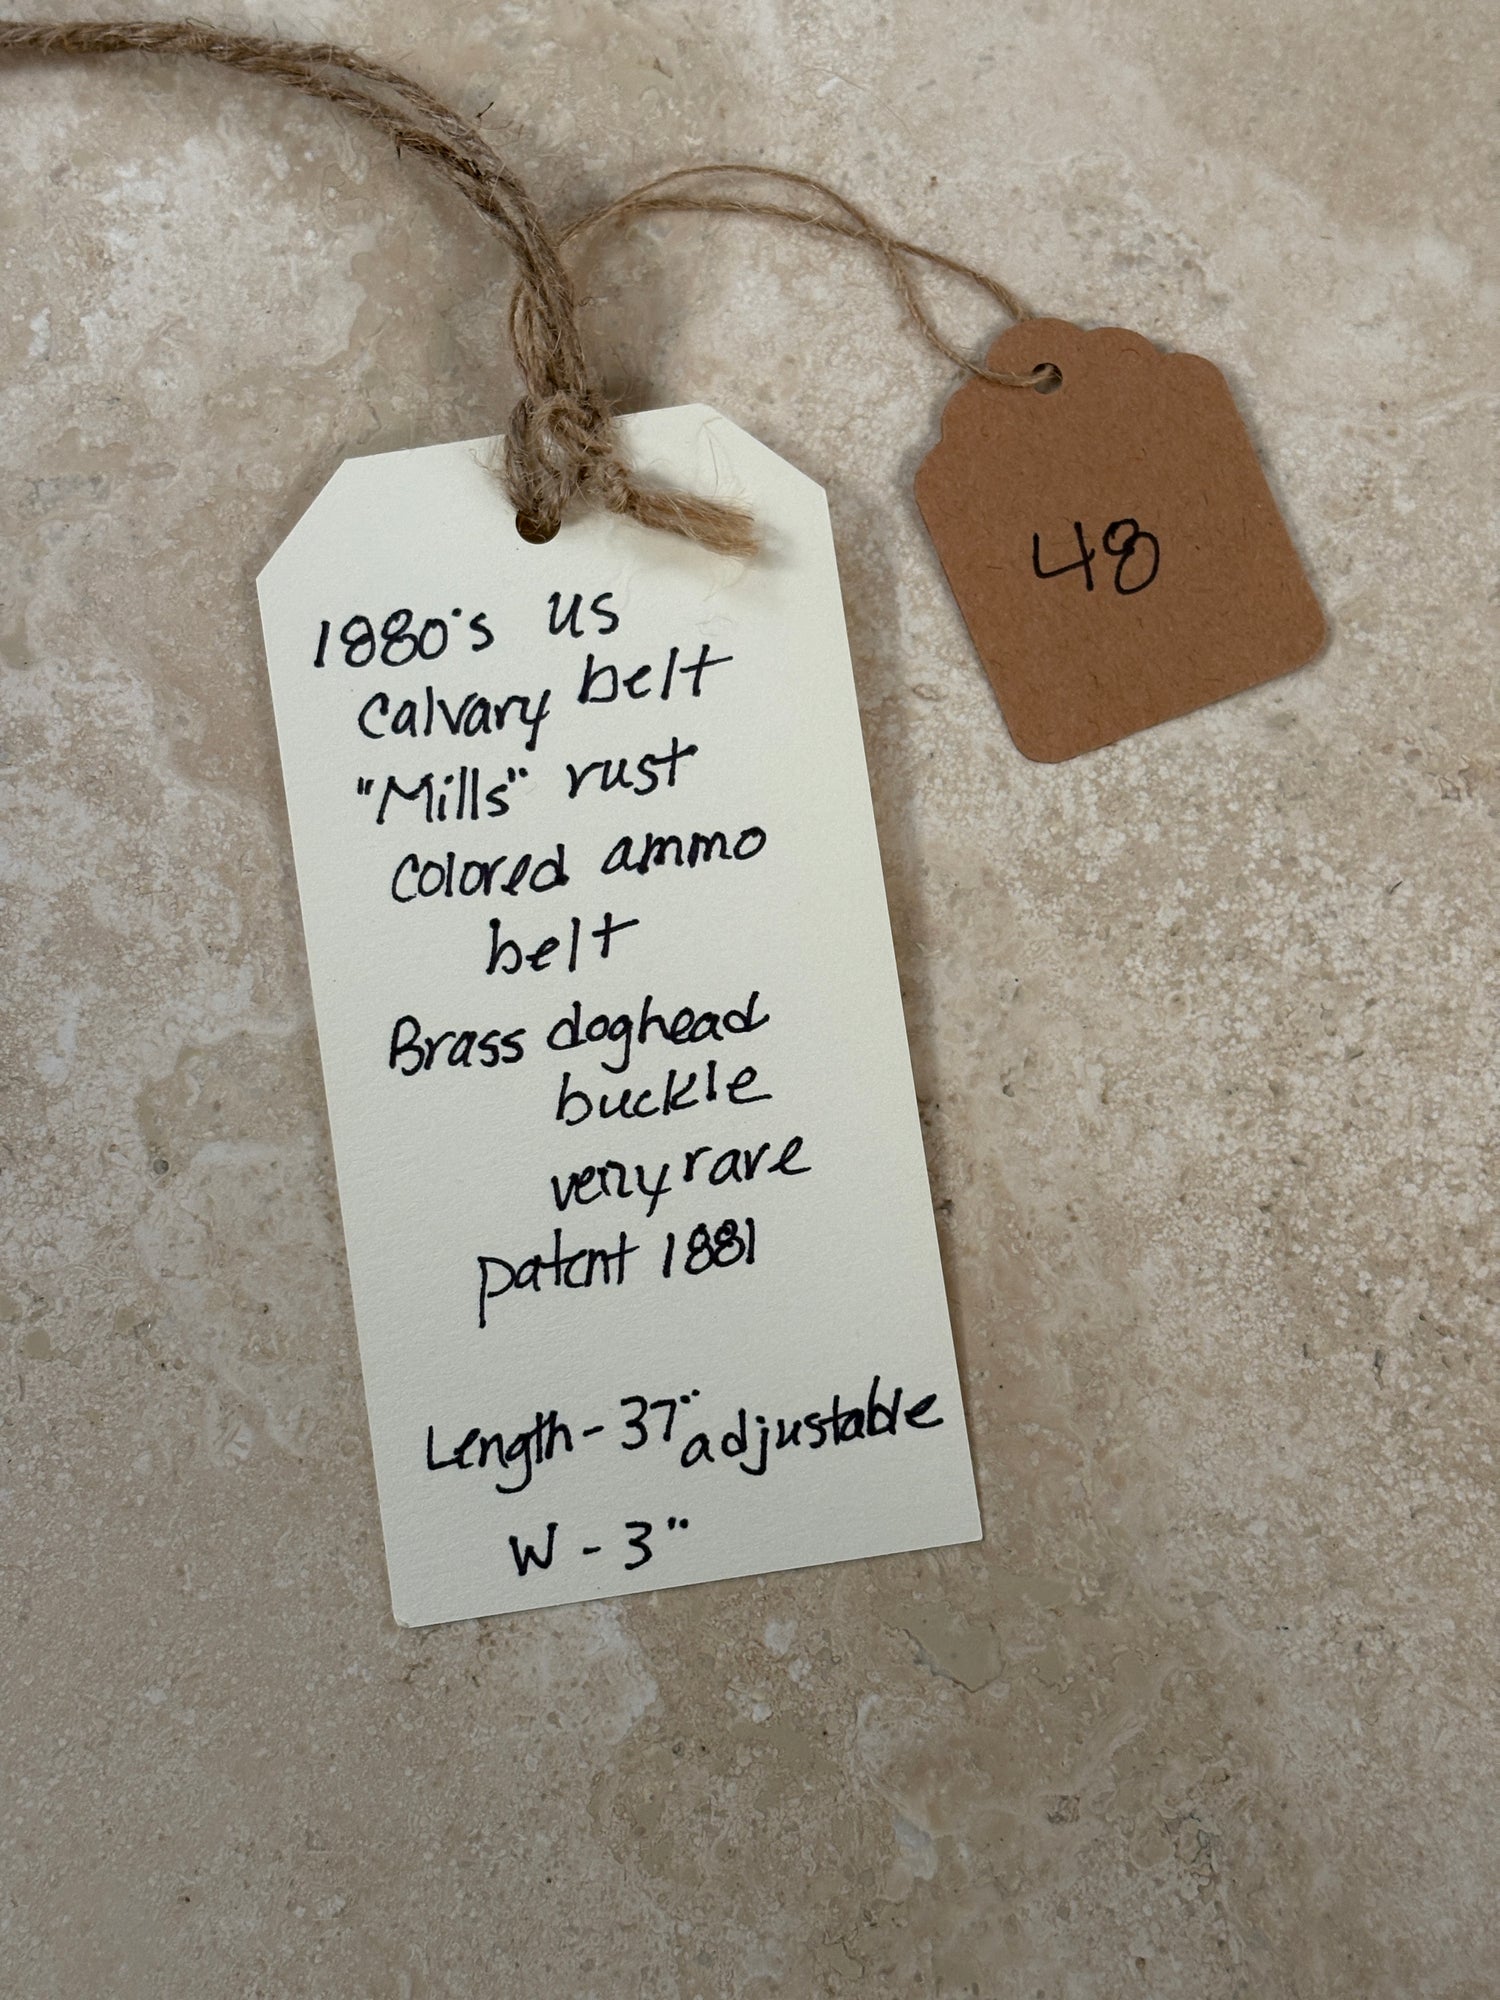 1880's US
Calvary belt
"Mills" rust
colored ammo
belt
Brass doghead
buckle
very rare
patent 1881
Length - 37" adjustable
W - 3"
48